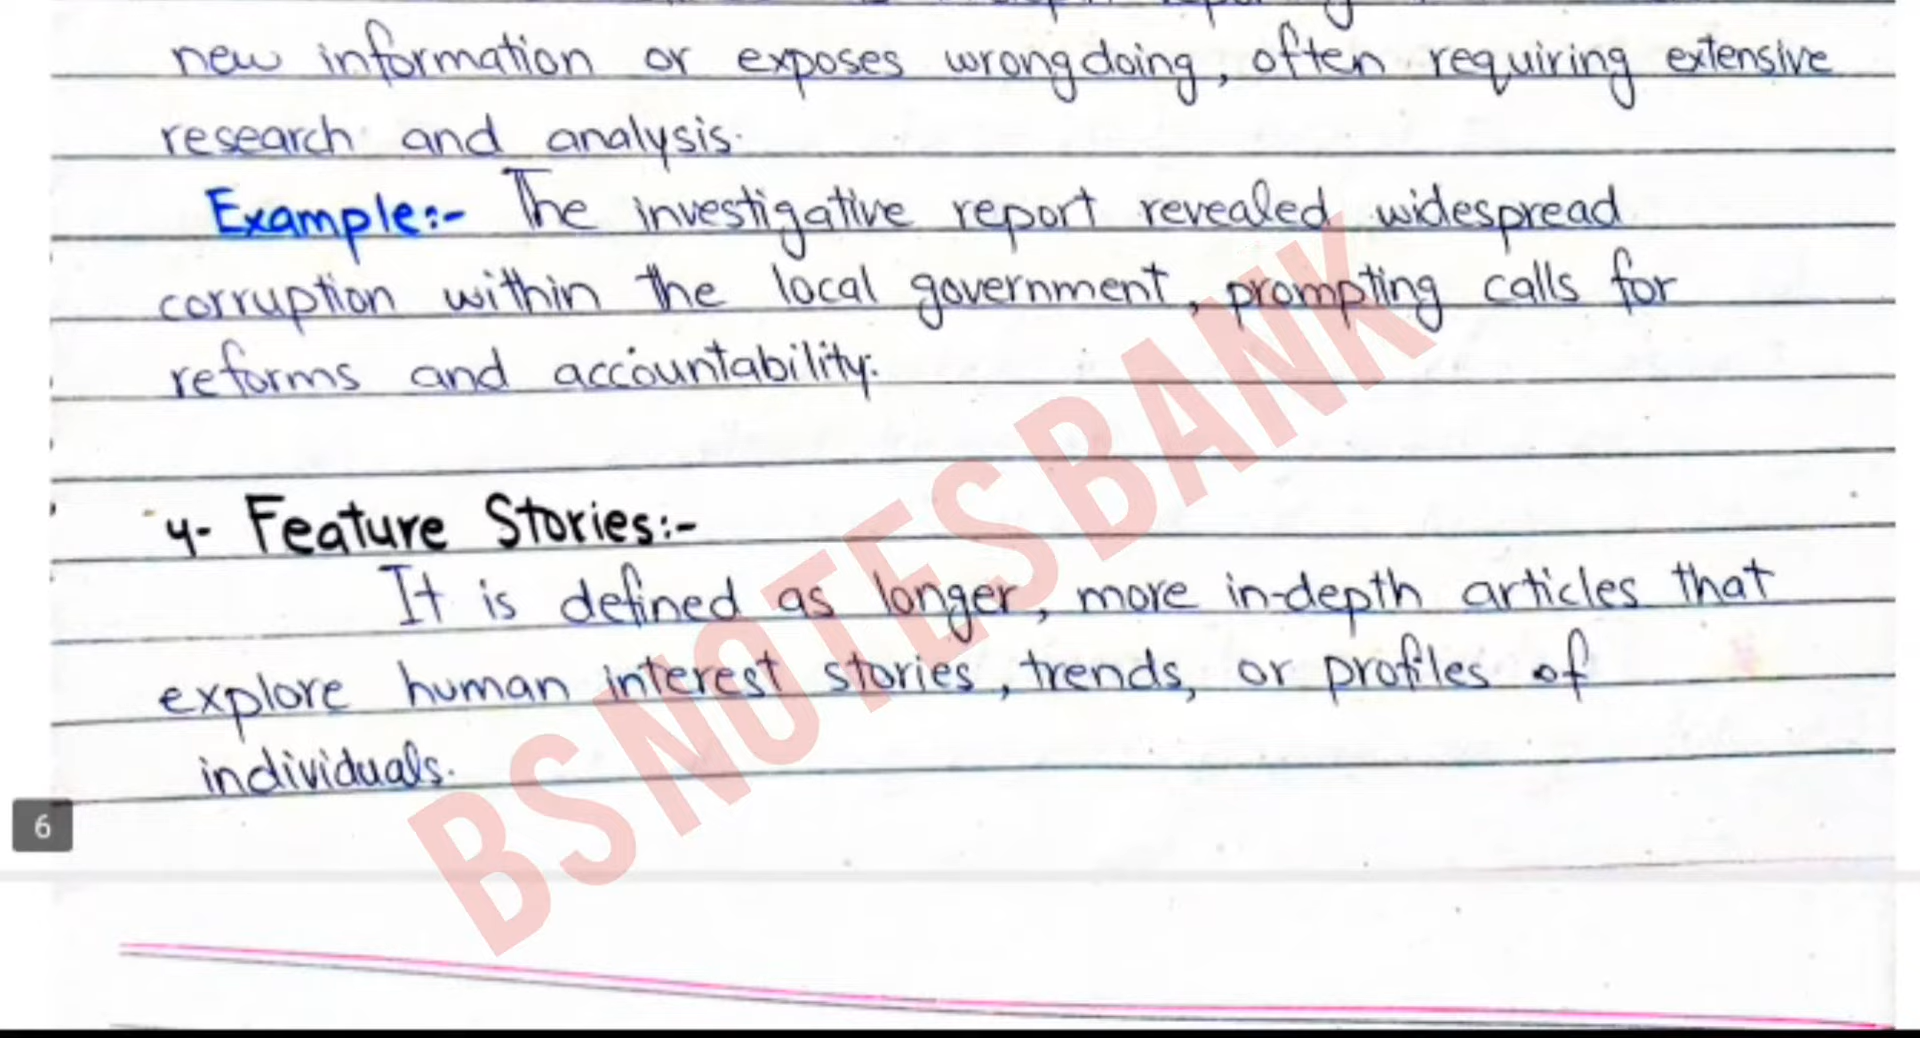 new information or exposes wrongdoing, often requiring extensive
research and analysis.
Example:- The investigative report revealed widespread
corruption within the local government, prompting calls for
reforms and accountability.
4- Feature Stories:-
It is defined as longer, more in-depth articles that
explore human interest stories, trends, or profiles of
individuals.
6
BSNOTESBANK